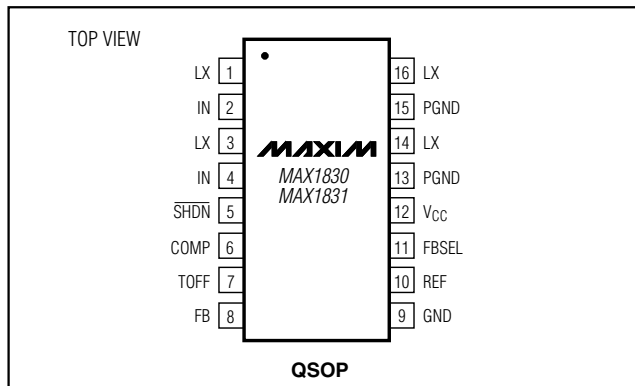 TOP VIEW
LX 1
IN 2
LX 3
IN 4
SHDN 5
COMP 6
TOFF 7
FB 8
MAXIM
MAX1830
MAX1831
16 LX
15 PGND
14 LX
13 PGND
12 VCC
11 FBSEL
10 REF
9 GND
QSOP